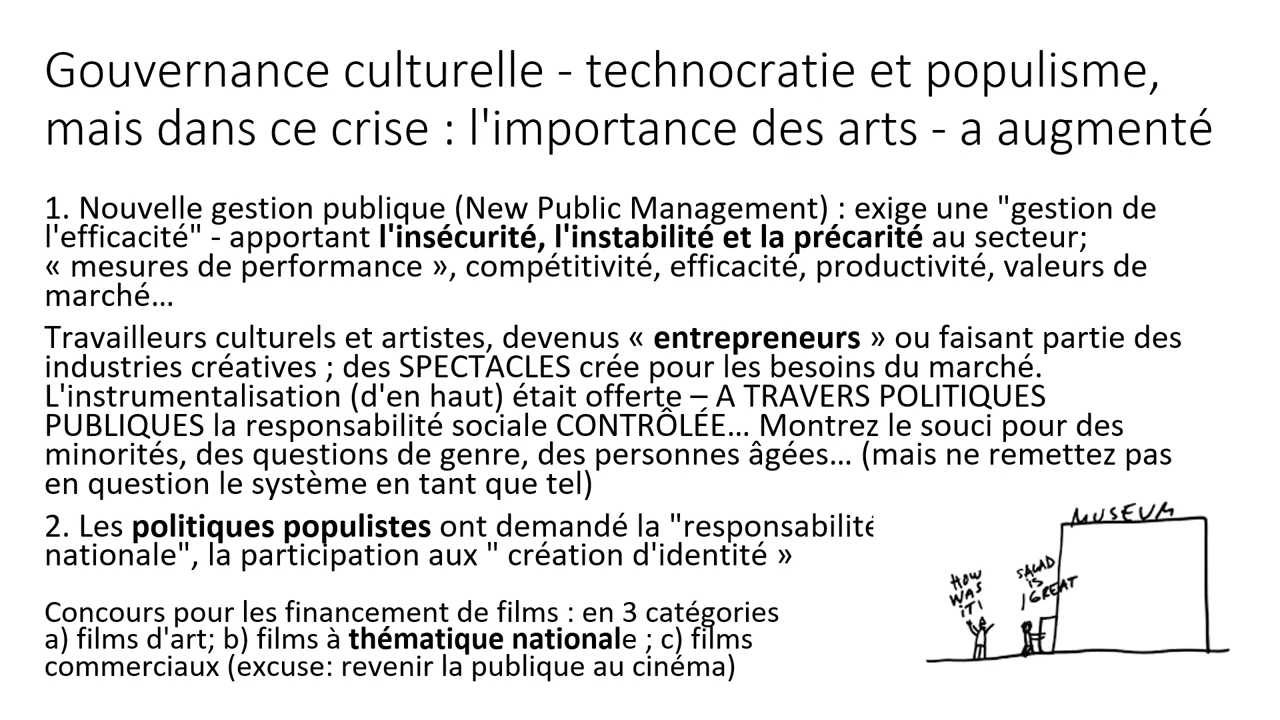 Gouvernance culturelle - technocratie et populisme,
mais dans ce crise : l'importance des arts - a augmenté
1. Nouvelle gestion publique (New Public Management) : exige une "gestion de
l'efficacité" - apportant l'insécurité, l'instabilité et la précarité au secteur;
« mesures de performance », compétitivité, efficacité, productivité, valeurs de
marché…
Travailleurs culturels et artistes, devenus « entrepreneurs » ou faisant partie des
industries créatives ; des SPECTACLES crée pour les besoins du marché.
L'instrumentalisation (d'en haut) était offerte – A TRAVERS POLITIQUES
PUBLIQUES la responsabilité sociale CONTRÔLÉE… Montrez le souci pour des
minorités, des questions de genre, des personnes âgées… (mais ne remettez pas
en question le système en tant que tel)
2. Les politiques populistes ont demandé la "responsabilité
nationale", la participation aux " création d'identité »
Concours pour les financement de films : en 3 catégories
a) films d'art; b) films à thématique nationale ; c) films
commerciaux (excuse: revenir la publique au cinéma)
MUSEUM
HOW
WAS
IT!
SALAD
IS
GREAT